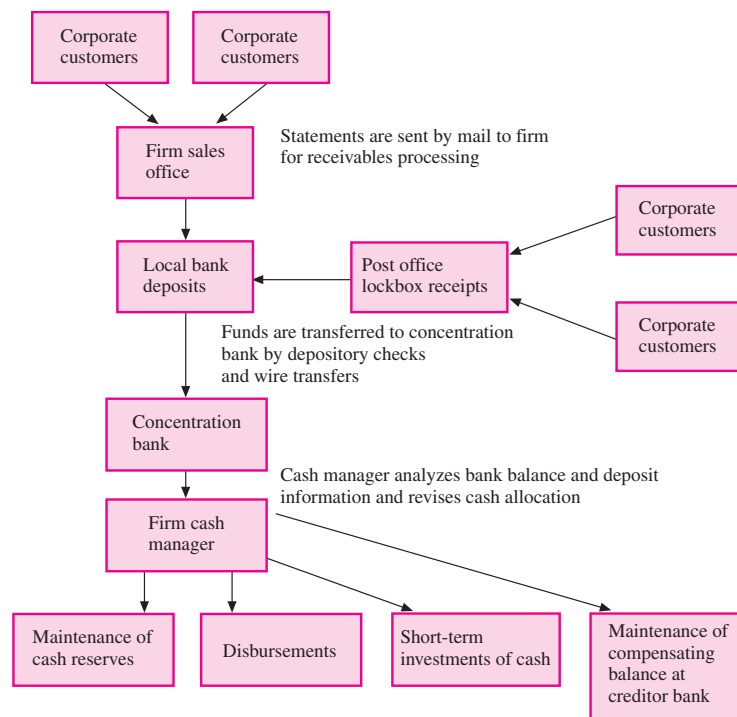 Corporate
customers
Corporate
customers
Statements are sent by mail to firm
for receivables processing
Firm sales
office
Corporate
customers
Local bank
deposits
Post office
lockbox receipts
Corporate
customers
Funds are transferred to concentration
bank by depository checks
and wire transfers
Concentration
bank
Cash manager analyzes bank balance and deposit
information and revises cash allocation
Firm cash
manager
Maintenance of
cash reserves
Disbursements
Short-term
investments of cash
Maintenance of
compensating
balance at
creditor bank